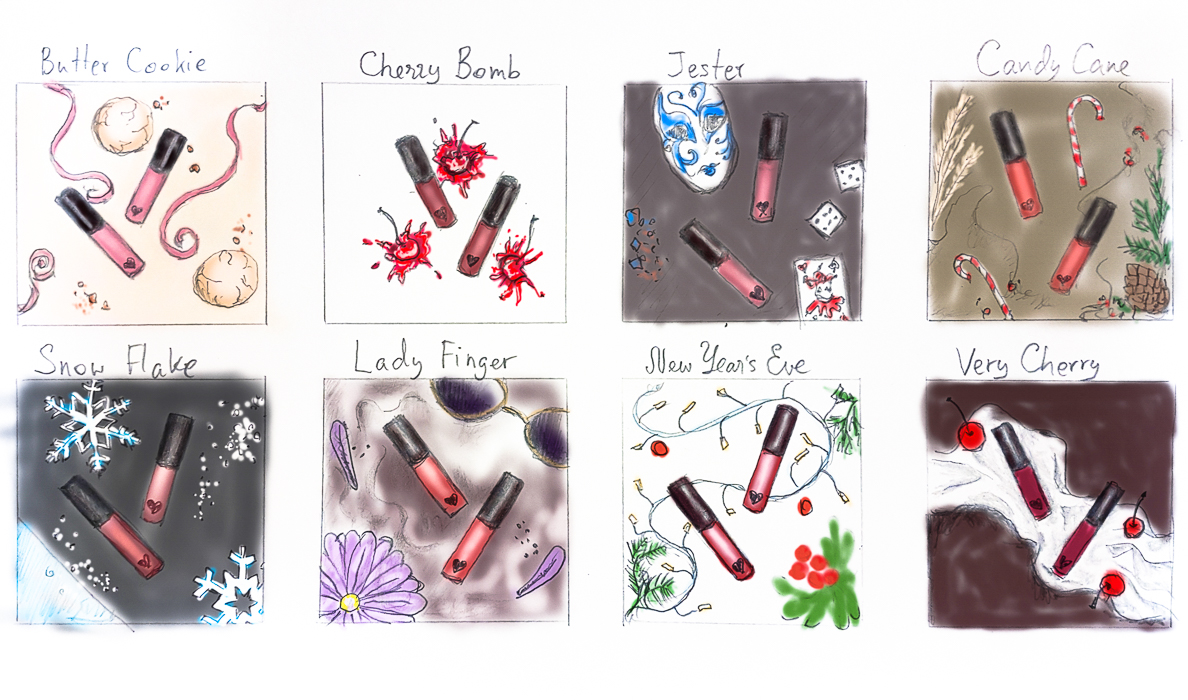 Butter Cookie
Cherry Bomb
Jester
Candy Cane
Snow Flake
Lady Finger
New Year's Eve
Very Cherry